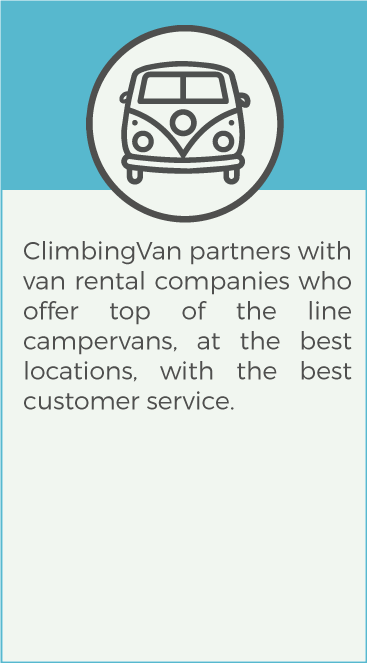 ClimbingVan partners with
van rental companies who
offer top of the line
campervans, at the best
locations, with the best
customer service.